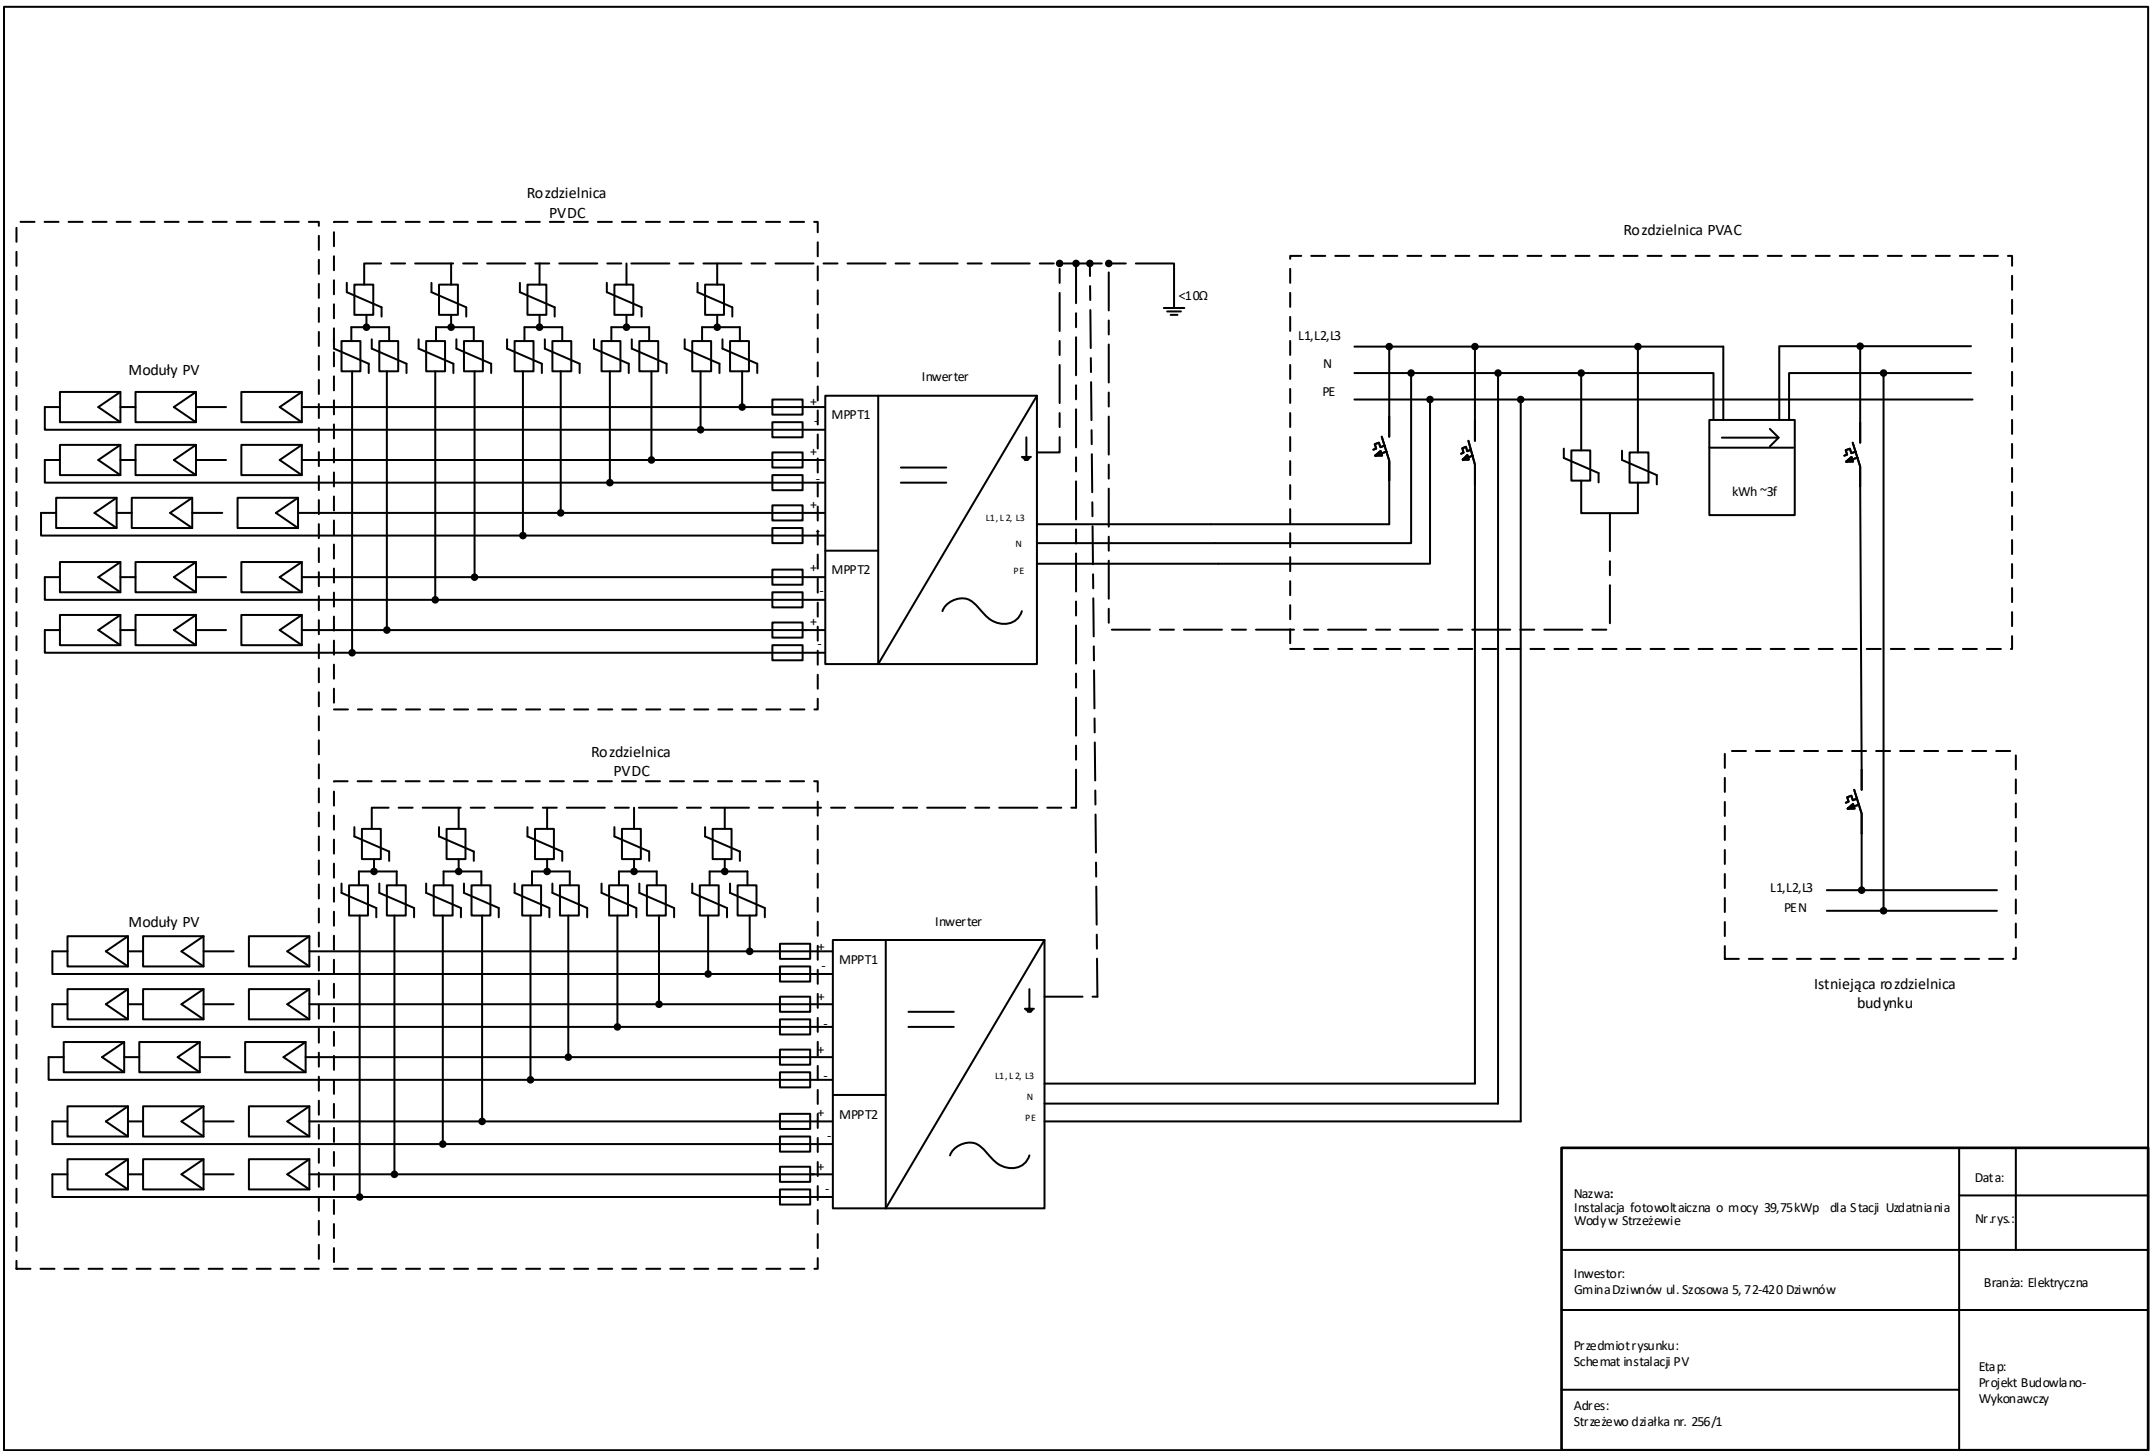 Rozdzielnica
PVDC
Rozdzielnica PVAC
<10Ω
L1,L2,L3
N
PE
Moduły PV
Inwerter
+
-
+
-
+
-
+
-
+
-
MPPT1
MPPT2
L1, L2, L3
N
PE
kWh ~3f
Rozdzielnica
PVDC
Moduły PV
Inwerter
+
-
+
-
+
-
+
-
+
-
MPPT1
MPPT2
L1, L2, L3
N
PE
L1,L2,L3
PEN
Istniejąca rozdzielnica
budynku
Nazwa:
Instalacja fotowoltaiczna o mocy 39,75kWp dla Stacji Uzdatniania
Wody w Strzeżewie
Data:
Nr.rys.:
Inwestor:
Gmina Dziwnów ul. Szosowa 5, 72-420 Dziwnów
Branża: Elektryczna
Przedmiot rysunku:
Schemat instalacji PV
Etap:
Projekt Budowlano-
Wykonawczy
Adres:
Strzeżewo działka nr. 256/1